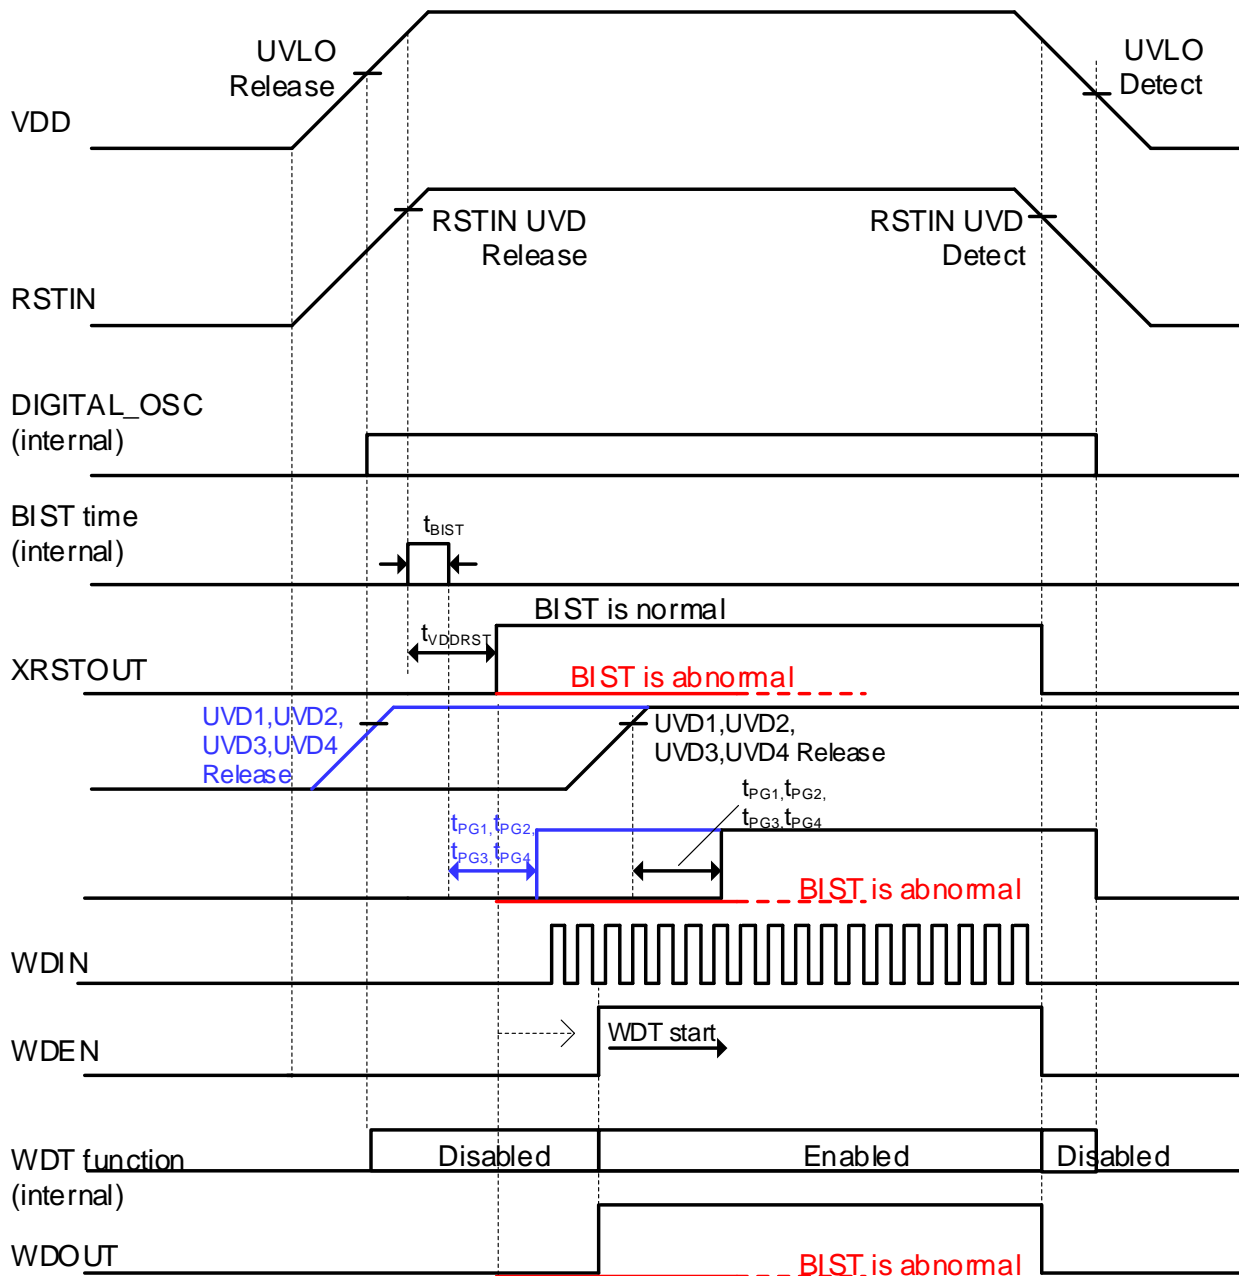 UVLO
Release
UVLO
Detect
VDD
RSTIN UVD
Release
RSTIN UVD
Detect
RSTIN
DIGITAL_OSC
(internal)
BIST time
(internal)
tBIST
BIST is normal
tVDDRST
XRSTOUT
BIST is abnormal
UVD1,UVD2,
UVD3,UVD4
Release
UVD1,UVD2,
UVD3,UVD4 Release
tPG1,tPG2,
tPG3,tPG4
tPG1,tPG2,
tPG3,tPG4
BIST is abnormal
WDIN
WDEN
WDT start
WDT function
(internal)
Disabled
Enabled
Disabled
WDOUT
BIST is abnormal